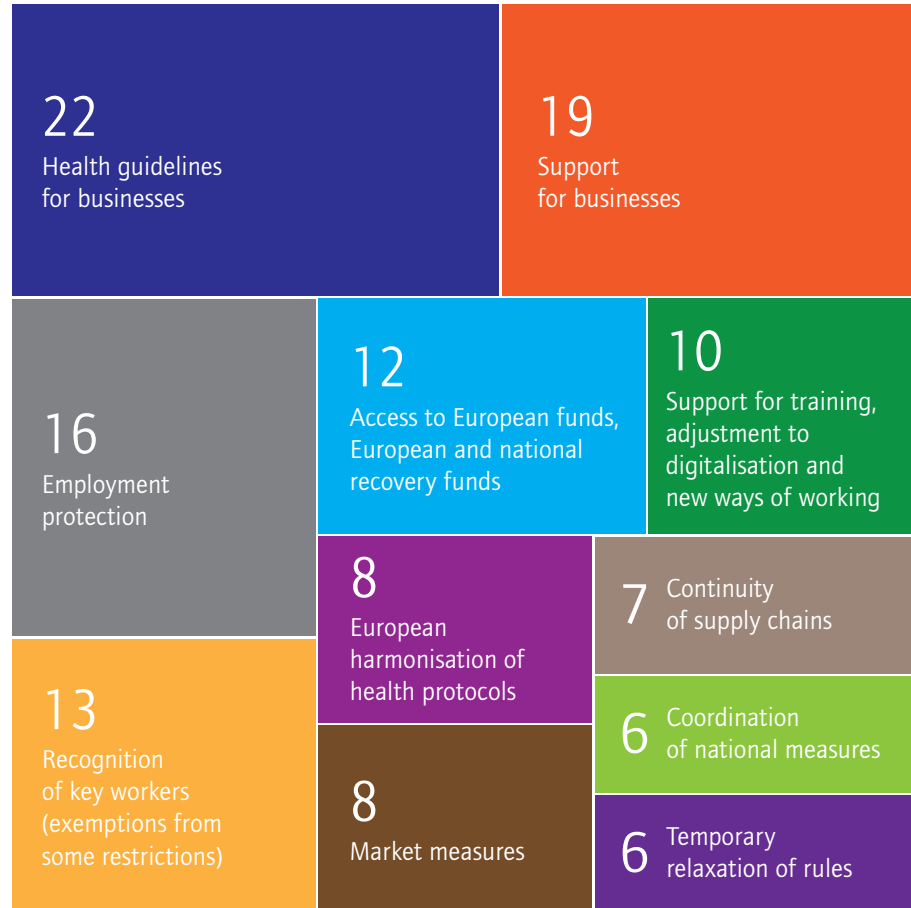 22
Health guidelines
for businesses
19
Support
for businesses
16
Employment
protection
12
Access to European funds,
European and national
recovery funds
10
Support for training,
adjustment to
digitalisation and
new ways of working
8
European
harmonisation of
health protocols
7
Continuity
of supply chains
6
Coordination
of national measures
13
Recognition
of key workers
(exemptions from
some restrictions)
8
Market measures
6
Temporary
relaxation of rules